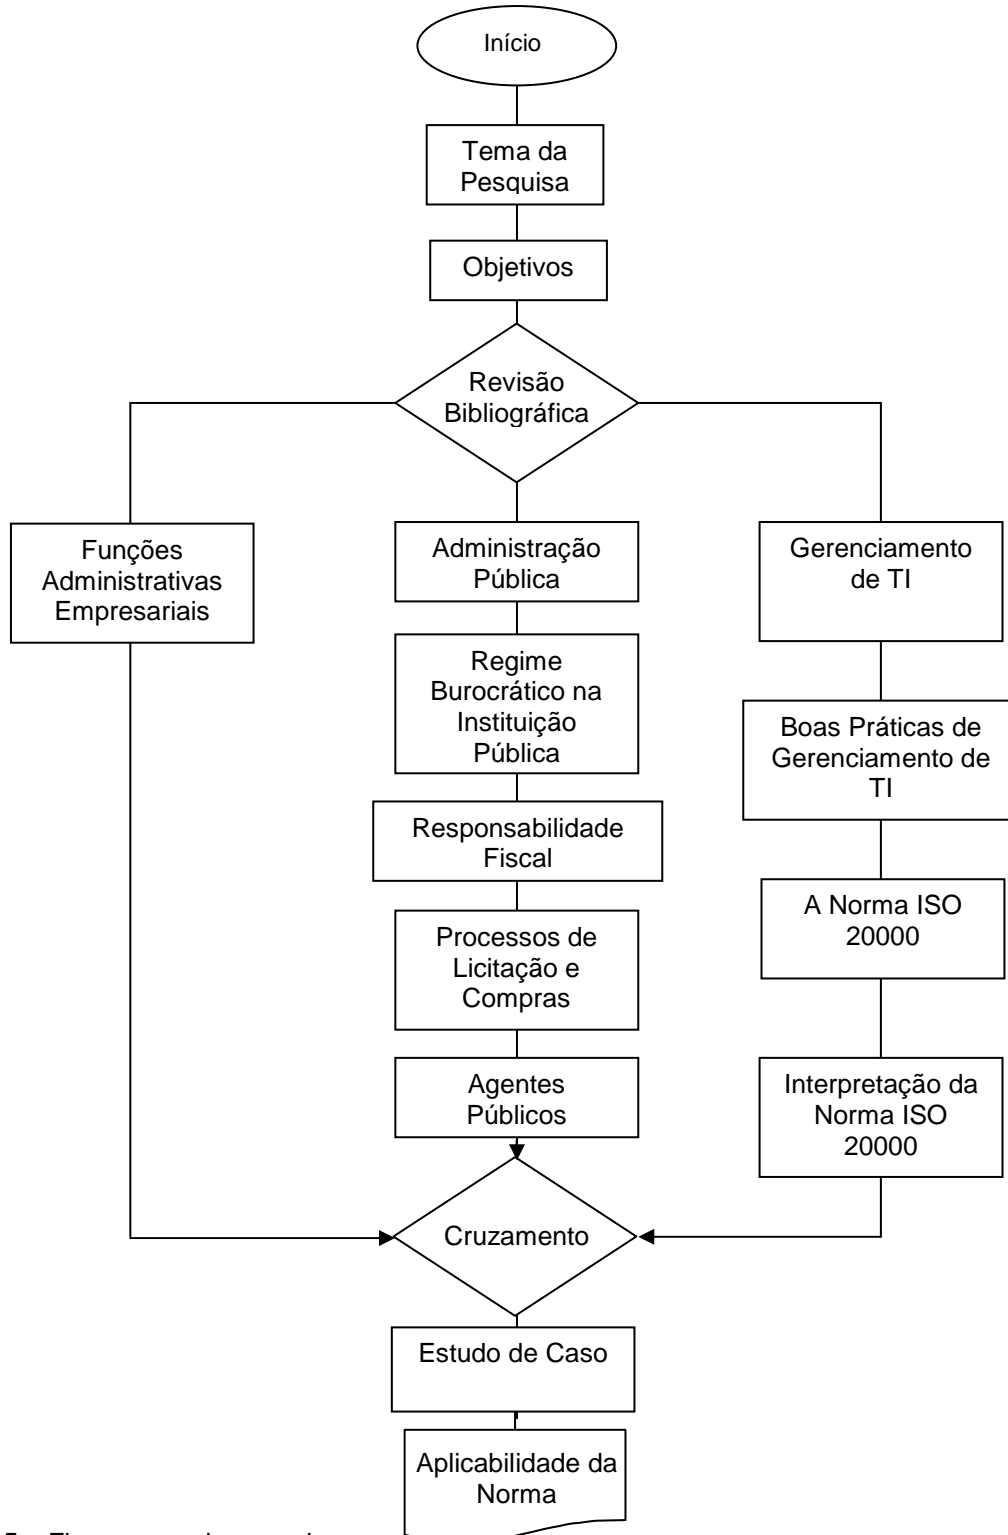 Início
Tema da
Pesquisa
Objetivos
Revisão
Bibliográfica
Funções
Administrativas
Empresariais
Administração
Pública
Gerenciamento
de TI
Regime
Burocrático na
Instituição
Pública
Boas Práticas de
Gerenciamento de
TI
Responsabilidade
Fiscal
A Norma ISO
20000
Processos de
Licitação e
Compras
Agentes
Públicos
Interpretação da
Norma ISO
20000
Cruzamento
Estudo de Caso
Aplicabilidade da
Norma